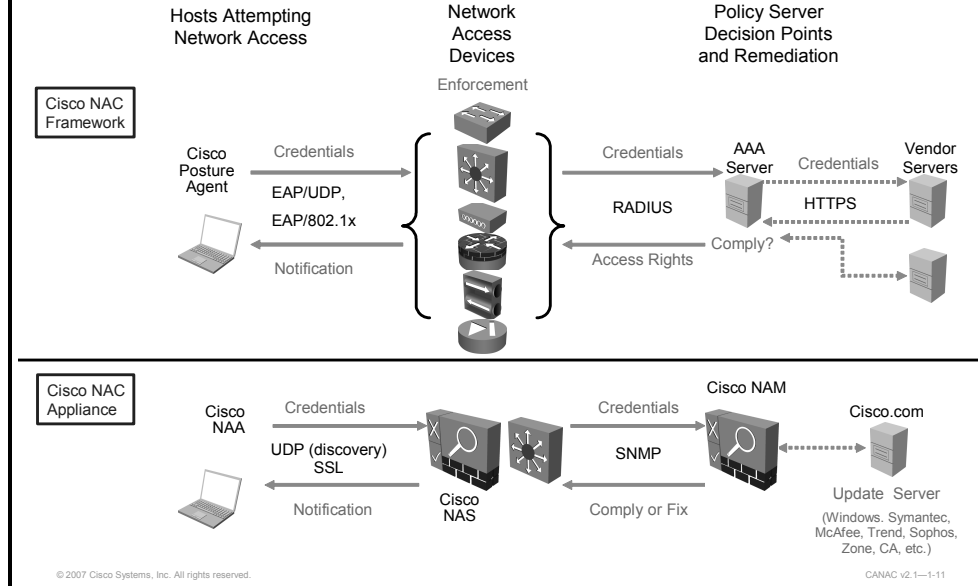 Hosts Attempting
Network Access
Network
Access
Devices
Policy Server
Decision Points
and Remediation
Enforcement
Cisco NAC
Framework
Cisco
Posture
Agent
Credentials
EAP/UDP,
EAP/802.1x
Notification
Credentials
RADIUS
Access Rights
AAA
Server
Credentials
HTTPS
Vendor
Servers
Comply?
Cisco NAC
Appliance
Cisco
NAA
Credentials
UDP (discovery)
SSL
Notification
Cisco
NAS
Credentials
SNMP
Comply or Fix
Cisco NAM
Cisco.com
Update Server
(Windows. Symantec,
McAfee, Trend, Sophos,
Zone, CA, etc.)
© 2007 Cisco Systems, Inc. All rights reserved.
CANAC v2.1—1-11